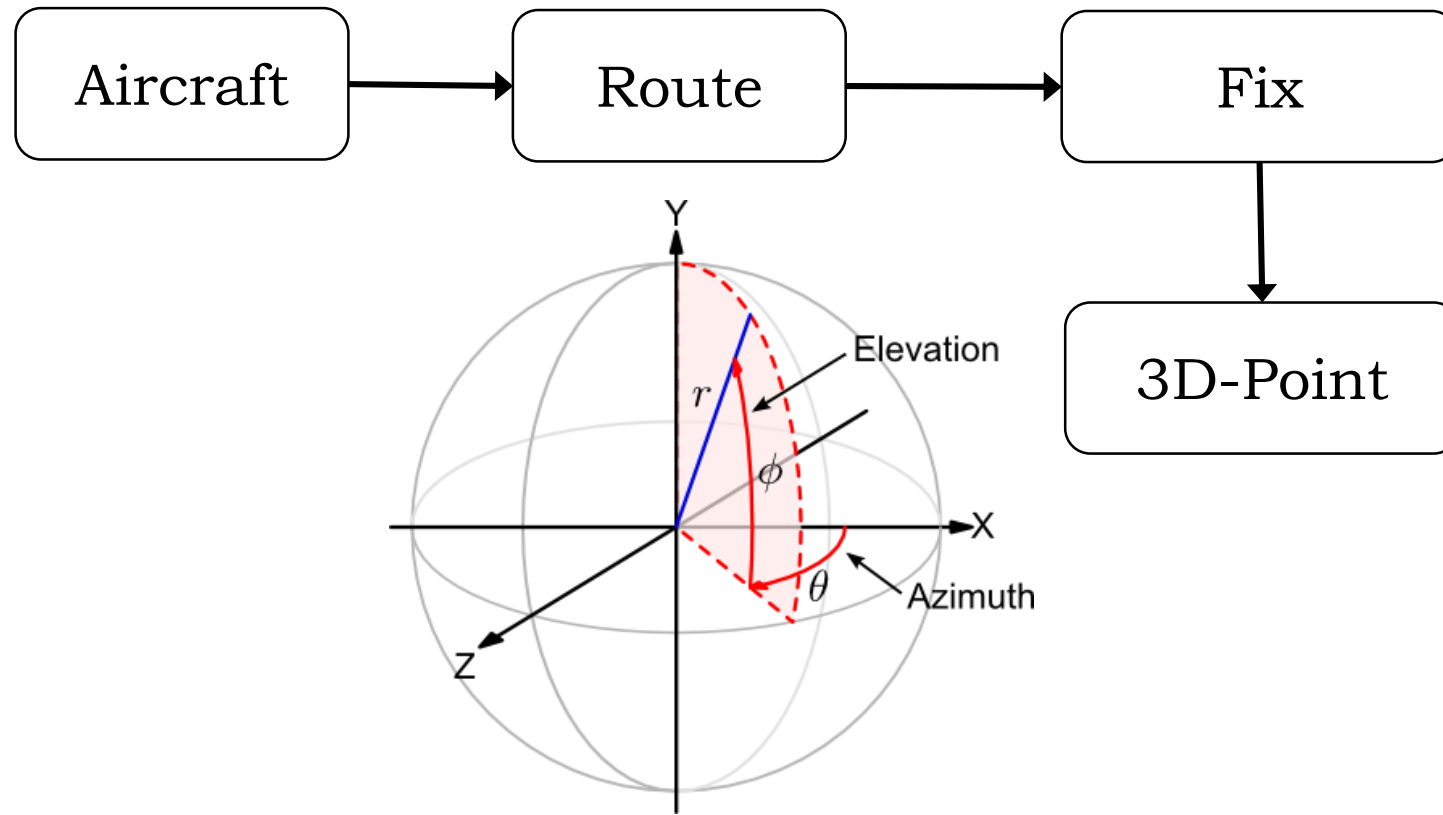 Aircraft
Route
Fix
Y
Elevation
3D-Point
r
ϕ
X
θ
Azimuth
Z